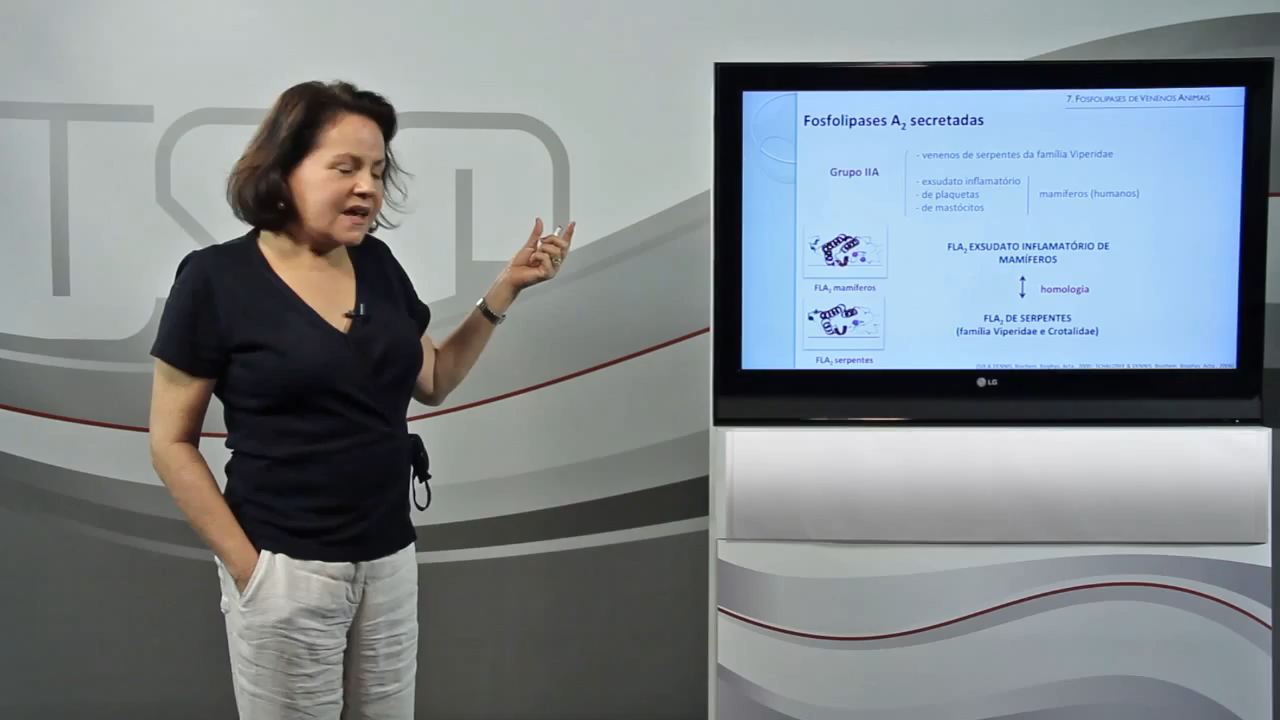 7. FOSFOLIPASES DE VENENOS ANIMAIS
Fosfolipases A2 secretadas
Grupo IIA
- venenos de serpentes da família Viperidae
- exsudato inflamatório
- de plaquetas
- de mastócitos
mamíferos (humanos)
FLA2 mamíferos
FLA2 serpentes
FLA2 EXSUDATO INFLAMATÓRIO DE
MAMÍFEROS
homologia
FLA2 DE SERPENTES
(família Viperidae e Crotalidae)
LG